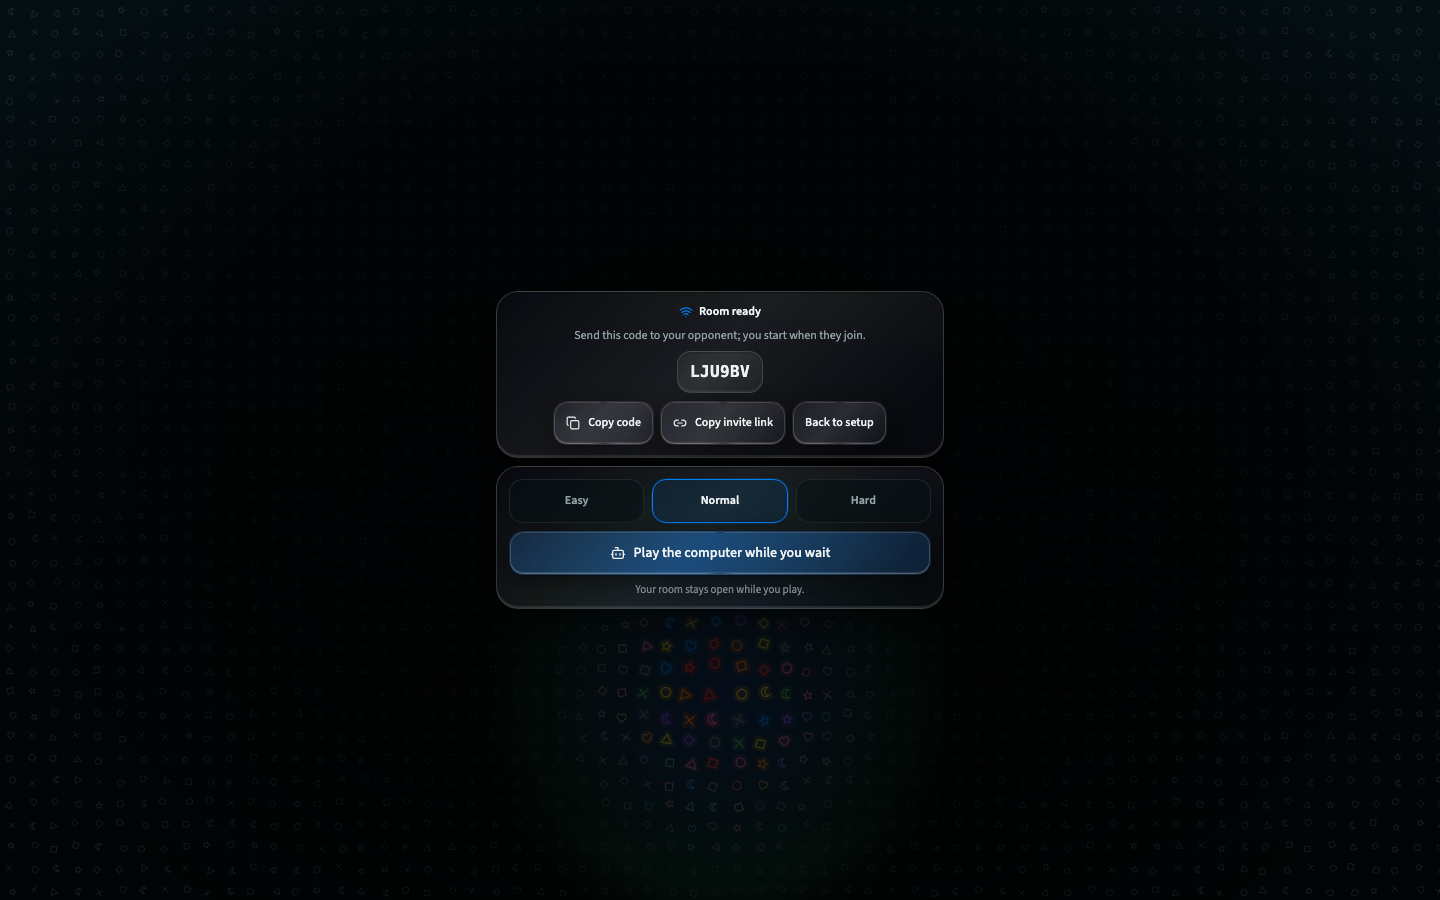 Room ready
Send this code to your opponent; you start when they join.
LJU9BV
Copy code
Copy invite link
Back to setup
Easy
Normal
Hard
Play the computer while you wait
Your room stays open while you play.